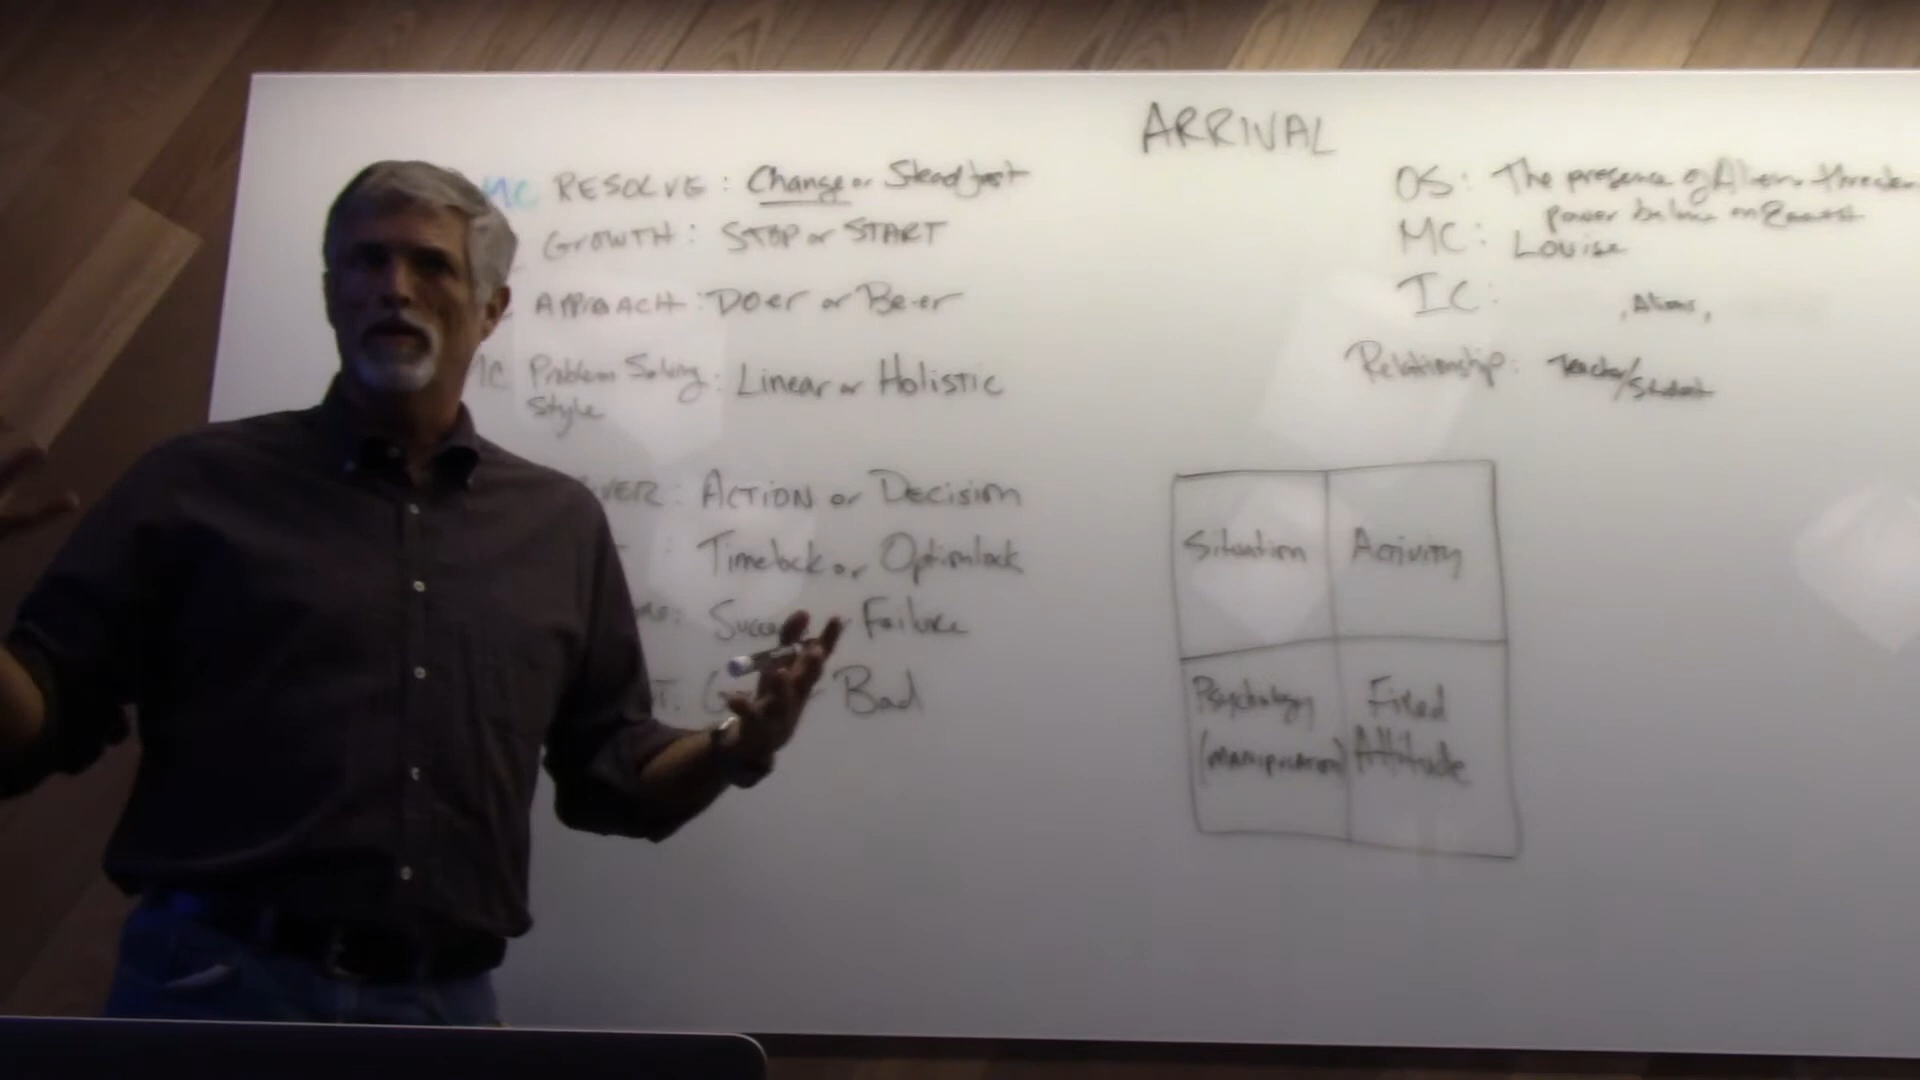 ARRIVAL
MC RESOLVE: Change or Steadfast
GROWTH: STOP or START
APPROACH: DOer or Be-er
MC Problem Solving: Linear or Holistic
Style
VER: ACTION or Decision
: Timelock or Optionlock
Failure
Bad
OS: The presence of Aliens threaten
power balance on
MC: Louise
IC: Aliens
Relationship: Teacher/
Student
Situation Activity
Psychology Fixed
(manipulation) Attitude